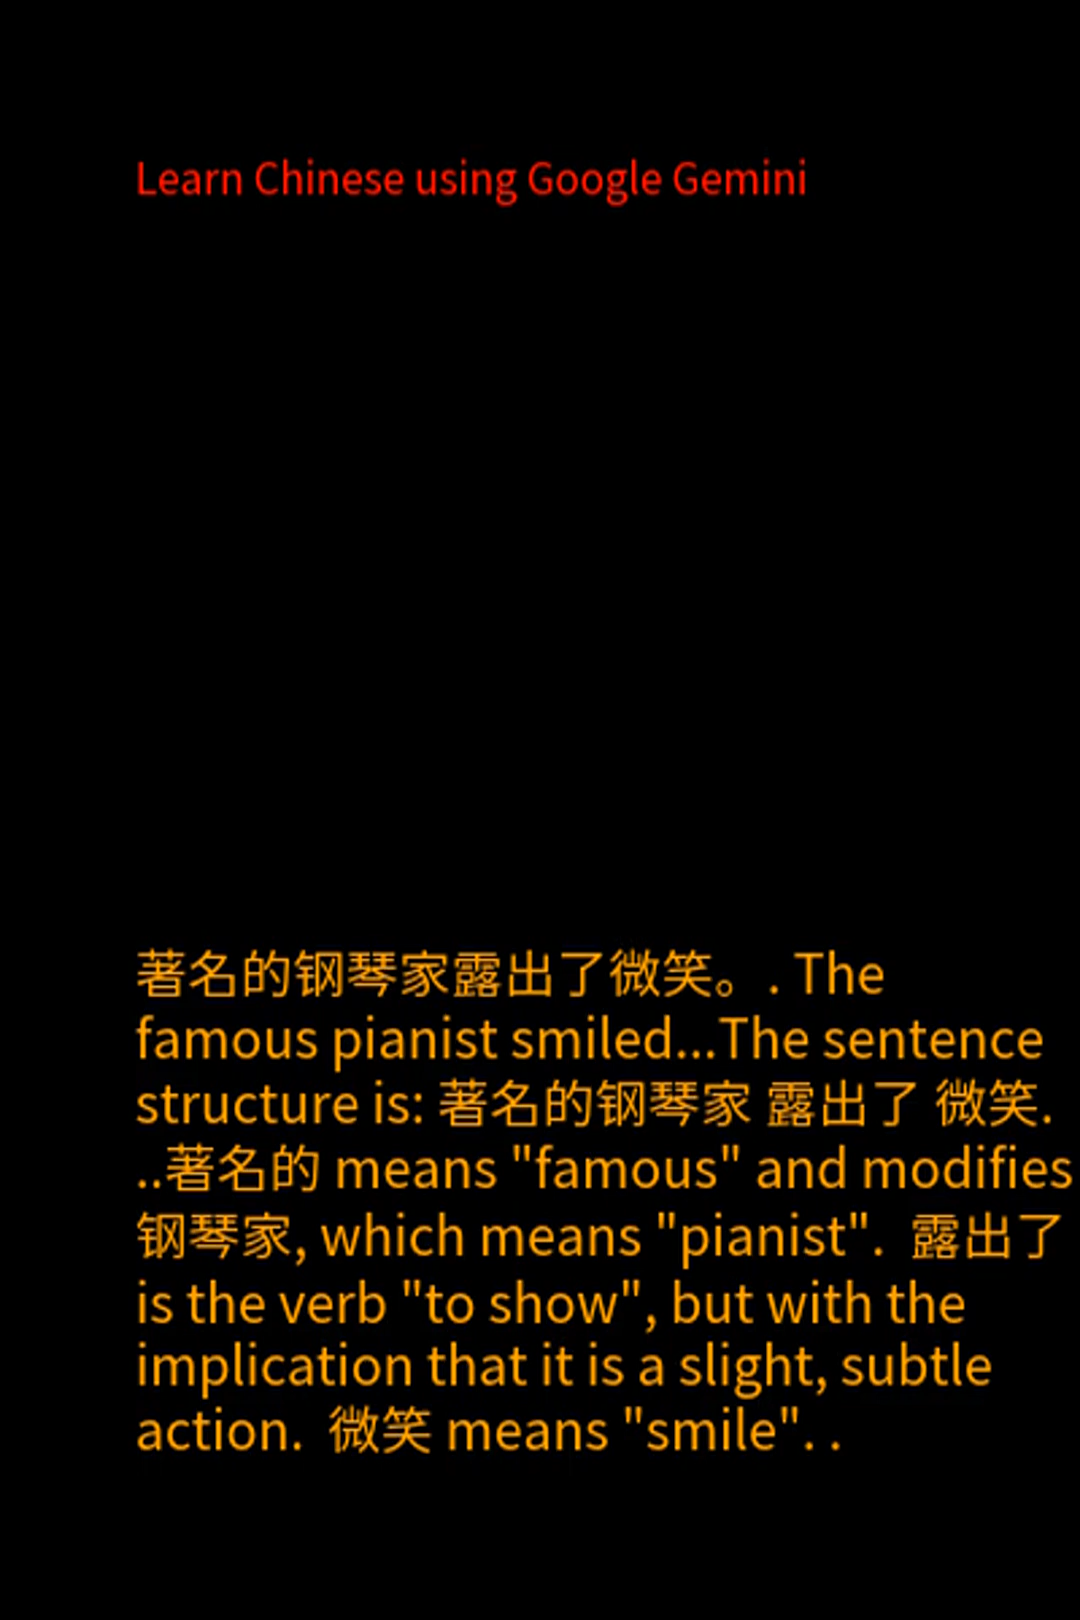 Learn Chinese using Google Gemini
著名的钢琴家露出了微笑。. The
famous pianist smiled...The sentence
structure is: 著名的钢琴家 露出了 微笑.
..著名的 means "famous" and modifies
钢琴家, which means "pianist".  露出了
is the verb "to show", but with the
implication that it is a slight, subtle
action.  微笑 means "smile". .